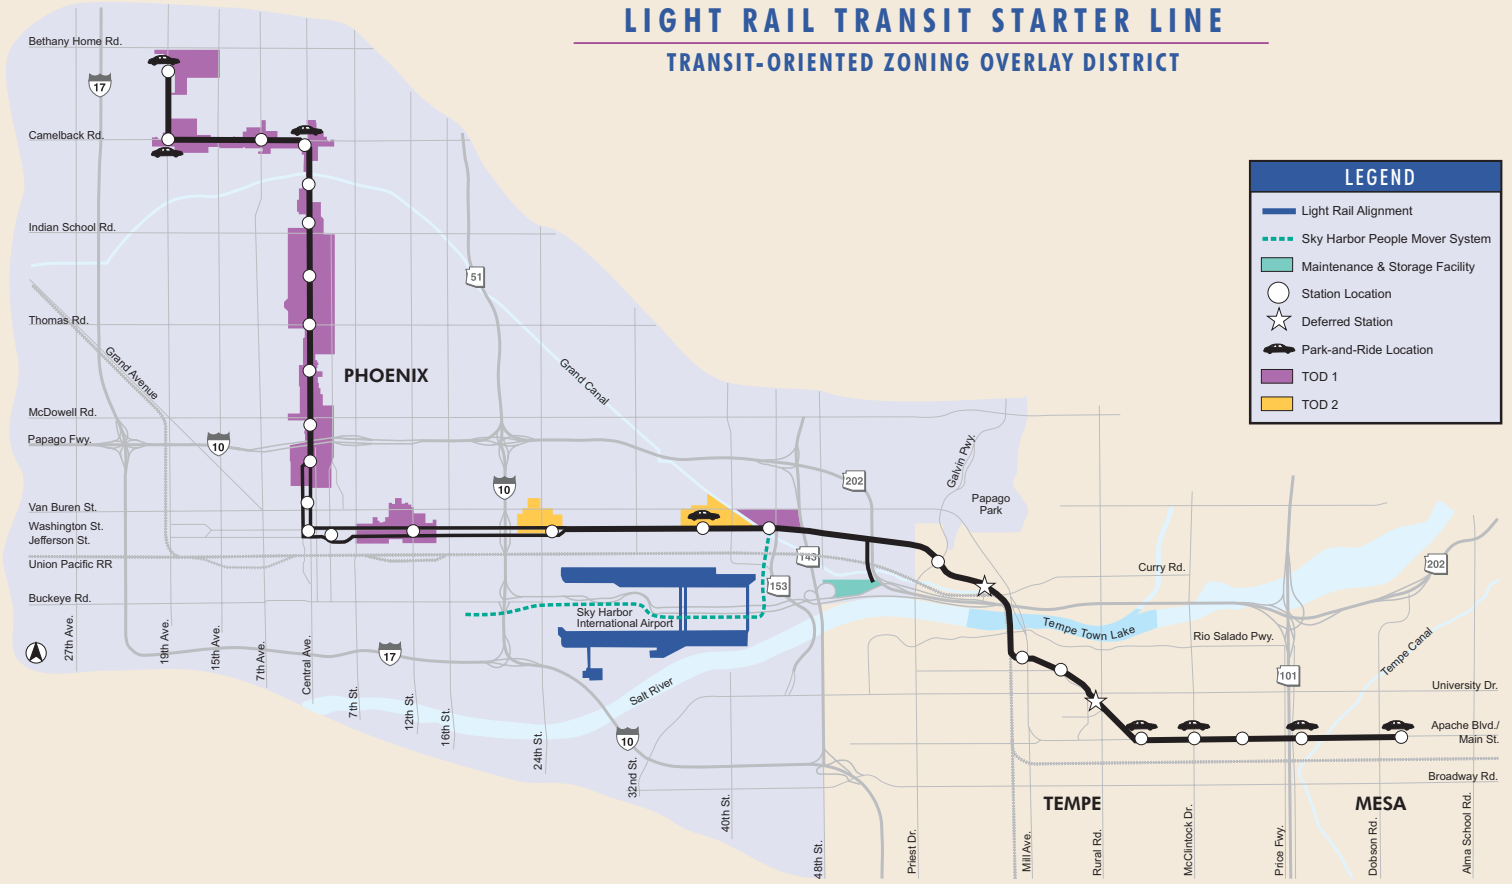 LIGHT RAIL TRANSIT STARTER LINE
TRANSIT-ORIENTED ZONING OVERLAY DISTRICT
LEGEND
Light Rail Alignment
Sky Harbor People Mover System
Maintenance & Storage Facility
Station Location
Deferred Station
Park-and-Ride Location
TOD 1
TOD 2
Bethany Home Rd.
17
Camelback Rd.
Indian School Rd.
51
Thomas Rd.
Grand Avenue
PHOENIX
Grand Canal
McDowell Rd.
Papago Fwy.
10
10
202
Galvin Pwy.
Papago
Park
Van Buren St.
Washington St.
Jefferson St.
Union Pacific RR
143
153
202
Curry Rd.
Buckeye Rd.
Sky Harbor
International Airport
Tempe Town Lake
Rio Salado Pwy.
Tempe Canal
17
101
Salt River
University Dr.
Apache Blvd./
Main St.
10
Broadway Rd.
TEMPE
MESA
27th Ave.
19th Ave.
15th Ave.
7th Ave.
Central Ave.
7th St.
12th St.
16th St.
24th St.
32nd St.
40th St.
48th St.
Priest Dr.
Mill Ave.
Rural Rd.
McClintock Dr.
Price Fwy.
Dobson Rd.
Alma School Rd.